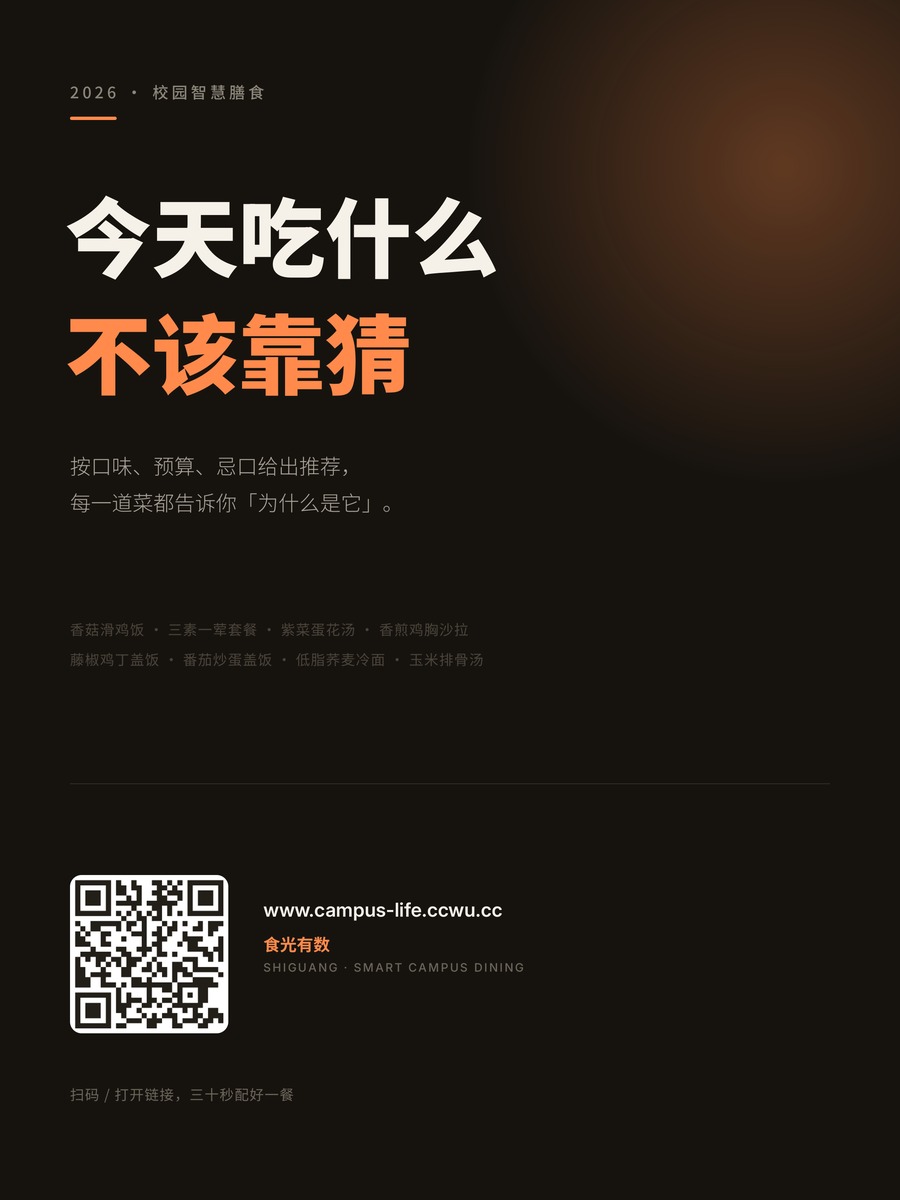 2026 · 校园智慧膳食
今天吃什么
不该靠猜
按口味、预算、忌口给出推荐，
每一道菜都告诉你「为什么是它」。
香菇滑鸡饭 · 三素一荤套餐 · 紫菜蛋花汤 · 香煎鸡胸沙拉
藤椒鸡丁盖饭 · 番茄炒蛋盖饭 · 低脂荞麦冷面 · 玉米排骨汤
www.campus-life.ccwu.cc
食光有数
SHIGUANG · SMART CAMPUS DINING
扫码 / 打开链接，三十秒配好一餐